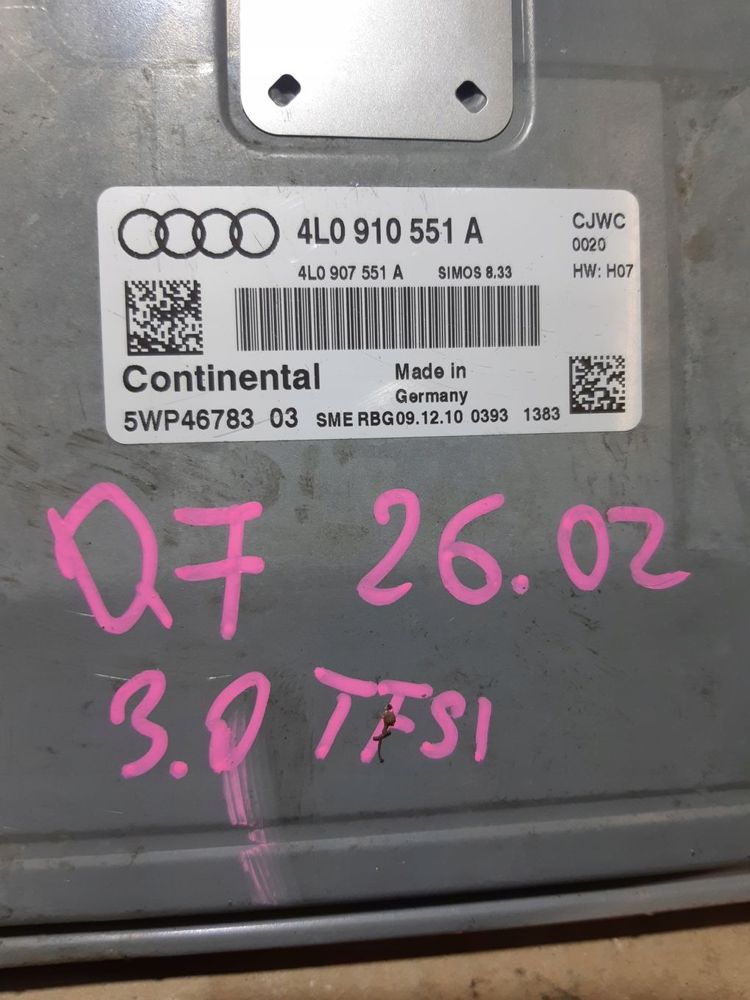 4L0 910 551 A
CJWC
0020
4L0 907 551 A SIMOS 8.33 HW: H07
Continental
Made in
Germany
5WP46783 03 SME RBG09.12.10 0393 1383
Q7 26.02
3.0 TFSI